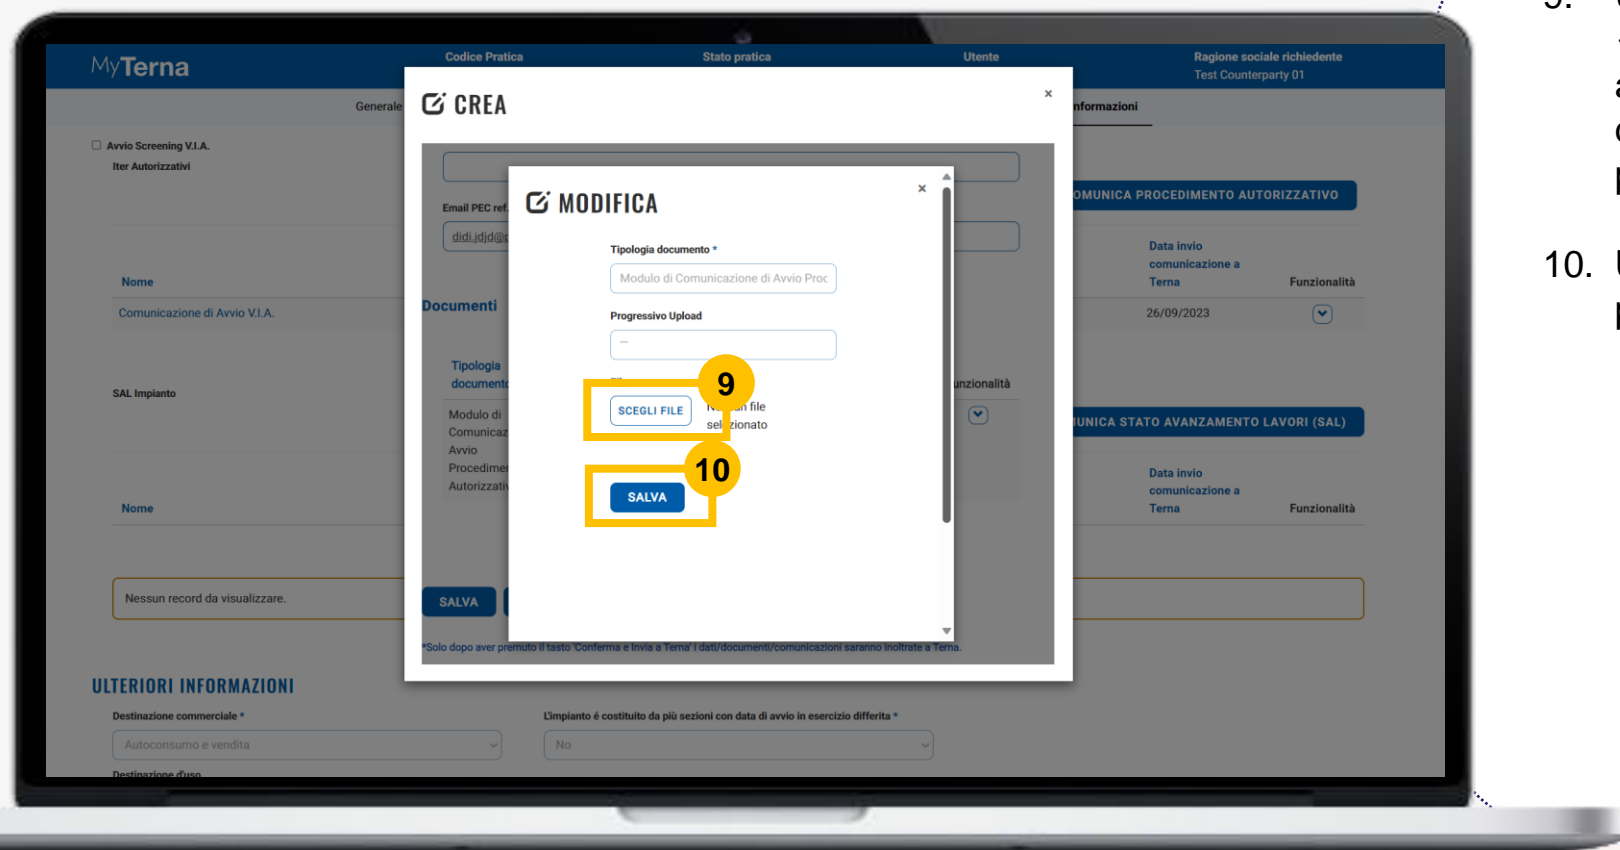 MyTerna
Codice Pratica
Stato pratica
Utente
Ragione sociale richiedente
Test Counterparty 01
Generale
nformazioni
CREA
×
Avvio Screening V.I.A.
Iter Autorizzativi
OMUNICA PROCEDIMENTO AUTORIZZATIVO
Email PEC ref.
didi.jdjd@p
MODIFICA
×
Tipologia documento *
Modulo di Comunicazione di Avvio Proc
Progressivo Upload
—
9
SCEGLI FILE
selezionato
10
SALVA
Nome
Data invio
comunicazione a
Terna
Funzionalità
Comunicazione di Avvio V.I.A.
26/09/2023
Documenti
Tipologia
documento
unzionalità
Modulo di
Comunicaz
Avvio
Procedimen
Autorizzativ
SAL Impianto
UNICA STATO AVANZAMENTO LAVORI (SAL)
Nome
Data invio
comunicazione a
Terna
Funzionalità
Nessun record da visualizzare.
SALVA
*Solo dopo aver premuto il tasto 'Conferma e Invia a Terna' i dati/documenti/comunicazioni saranno inoltrate a Terna.
ULTERIORI INFORMAZIONI
Destinazione commerciale *
Autoconsumo e vendita
L'impianto é costituito da più sezioni con data di avvio in esercizio differita *
No
Destinazione d'uso
9.
10.